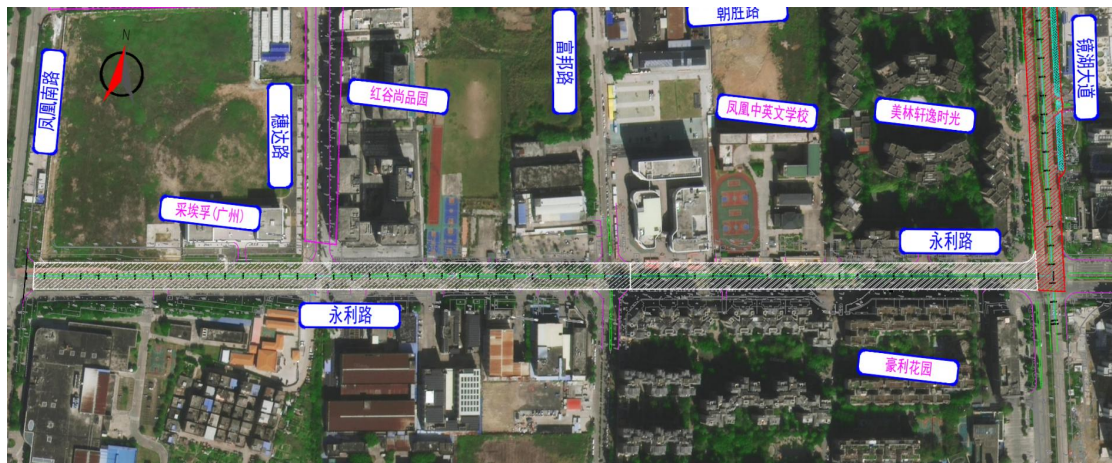 朝胜路
N
凤凰南路
富邦路
镜湖大道
红谷尚品园
穗达路
凤凰中英文学校
美林轩逸时光
采埃孚(广州)
永利路
永利路
豪利花园